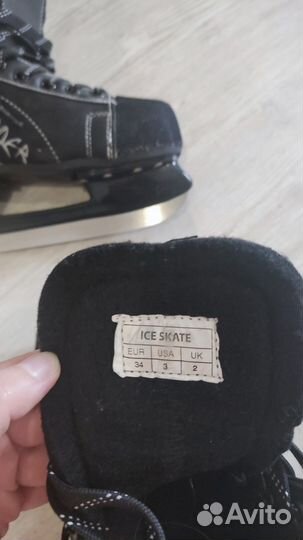 ICE SKATE
EUR USA UK
34 3 2
Avito